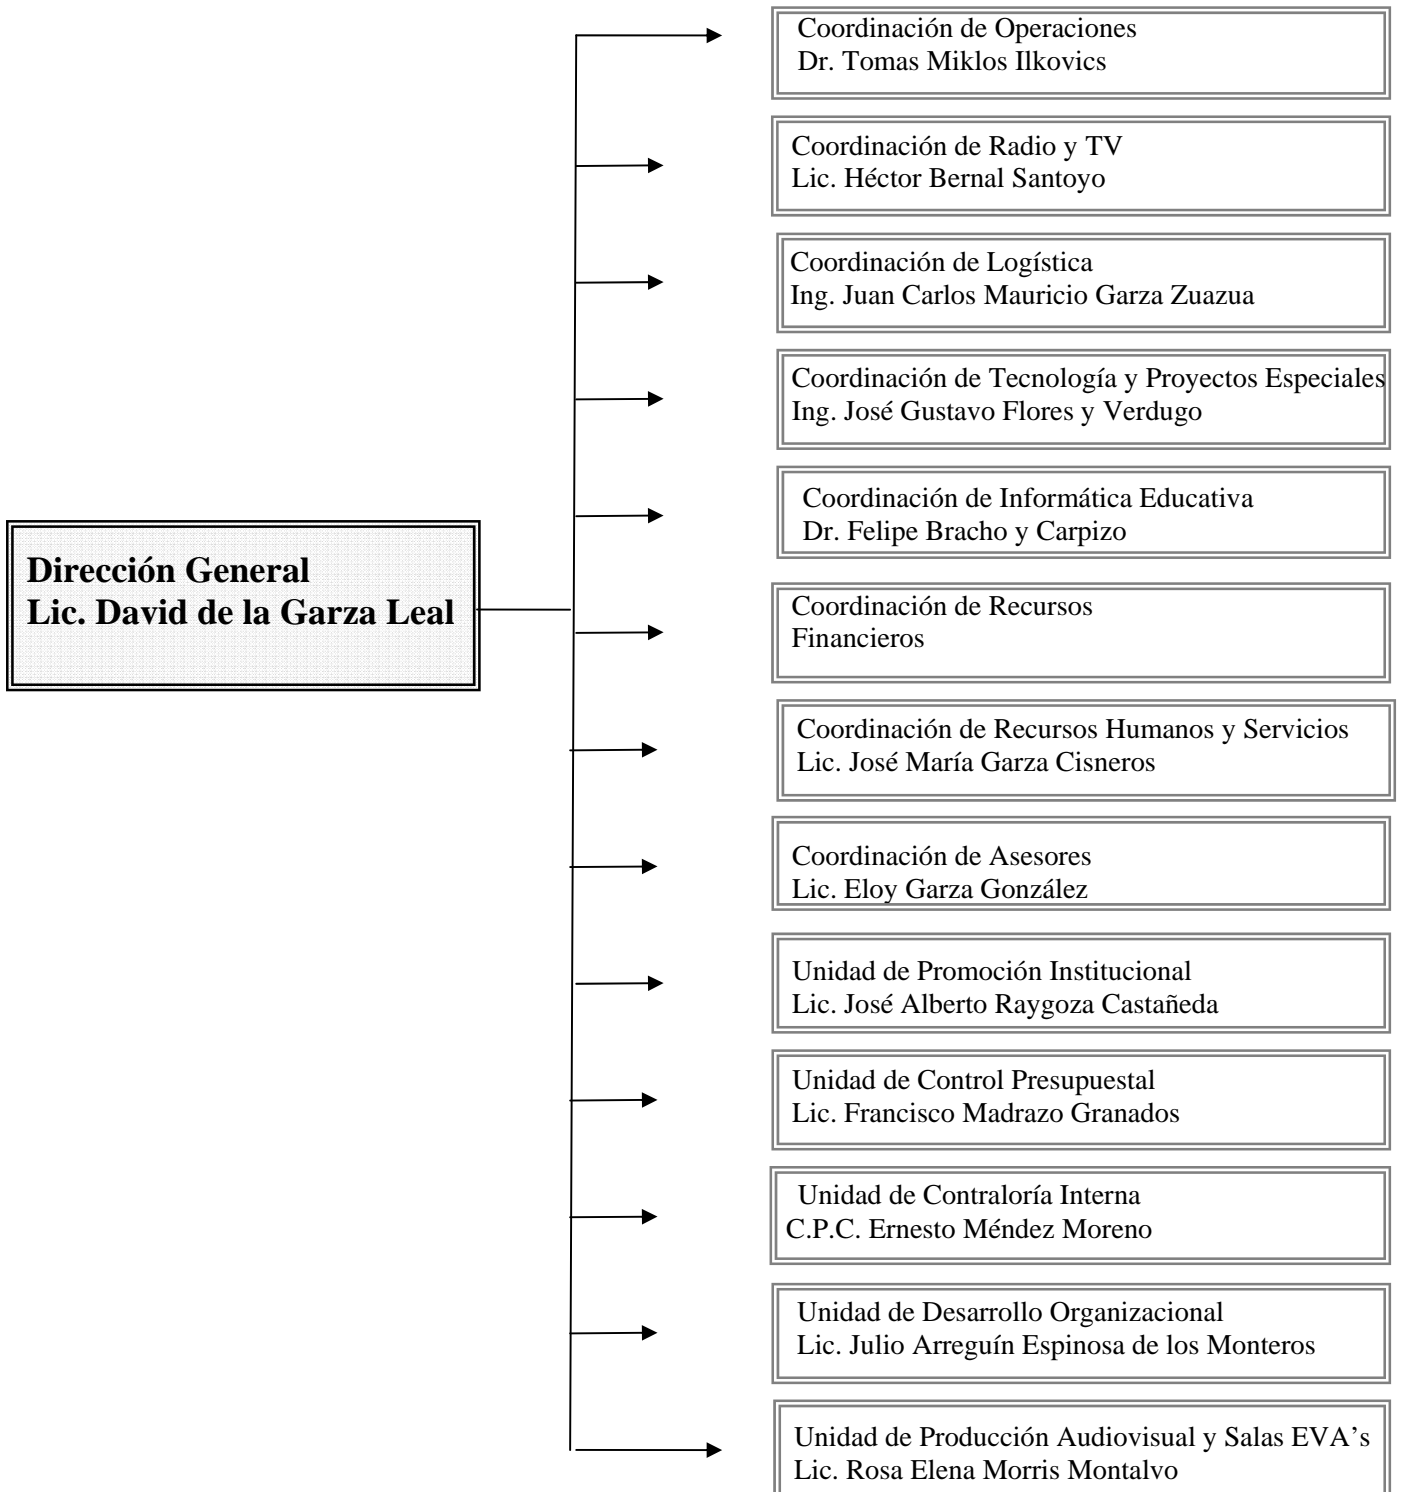 Coordinación de Operaciones
Dr. Tomas Miklos Ilkovics
Coordinación de Radio y TV
Lic. Héctor Bernal Santoyo
Coordinación de Logística
Ing. Juan Carlos Mauricio Garza Zuazua
Coordinación de Tecnología y Proyectos Especiales
Ing. José Gustavo Flores y Verdugo
Coordinación de Informática Educativa
Dr. Felipe Bracho y Carpizo
Dirección General
Lic. David de la Garza Leal
Coordinación de Recursos
Financieros
Coordinación de Recursos Humanos y Servicios
Lic. José María Garza Cisneros
Coordinación de Asesores
Lic. Eloy Garza González
Unidad de Promoción Institucional
Lic. José Alberto Raygoza Castañeda
Unidad de Control Presupuestal
Lic. Francisco Madrazo Granados
Unidad de Contraloría Interna
C.P.C. Ernesto Méndez Moreno
Unidad de Desarrollo Organizacional
Lic. Julio Arreguín Espinosa de los Monteros
Unidad de Producción Audiovisual y Salas EVA’s
Lic. Rosa Elena Morris Montalvo